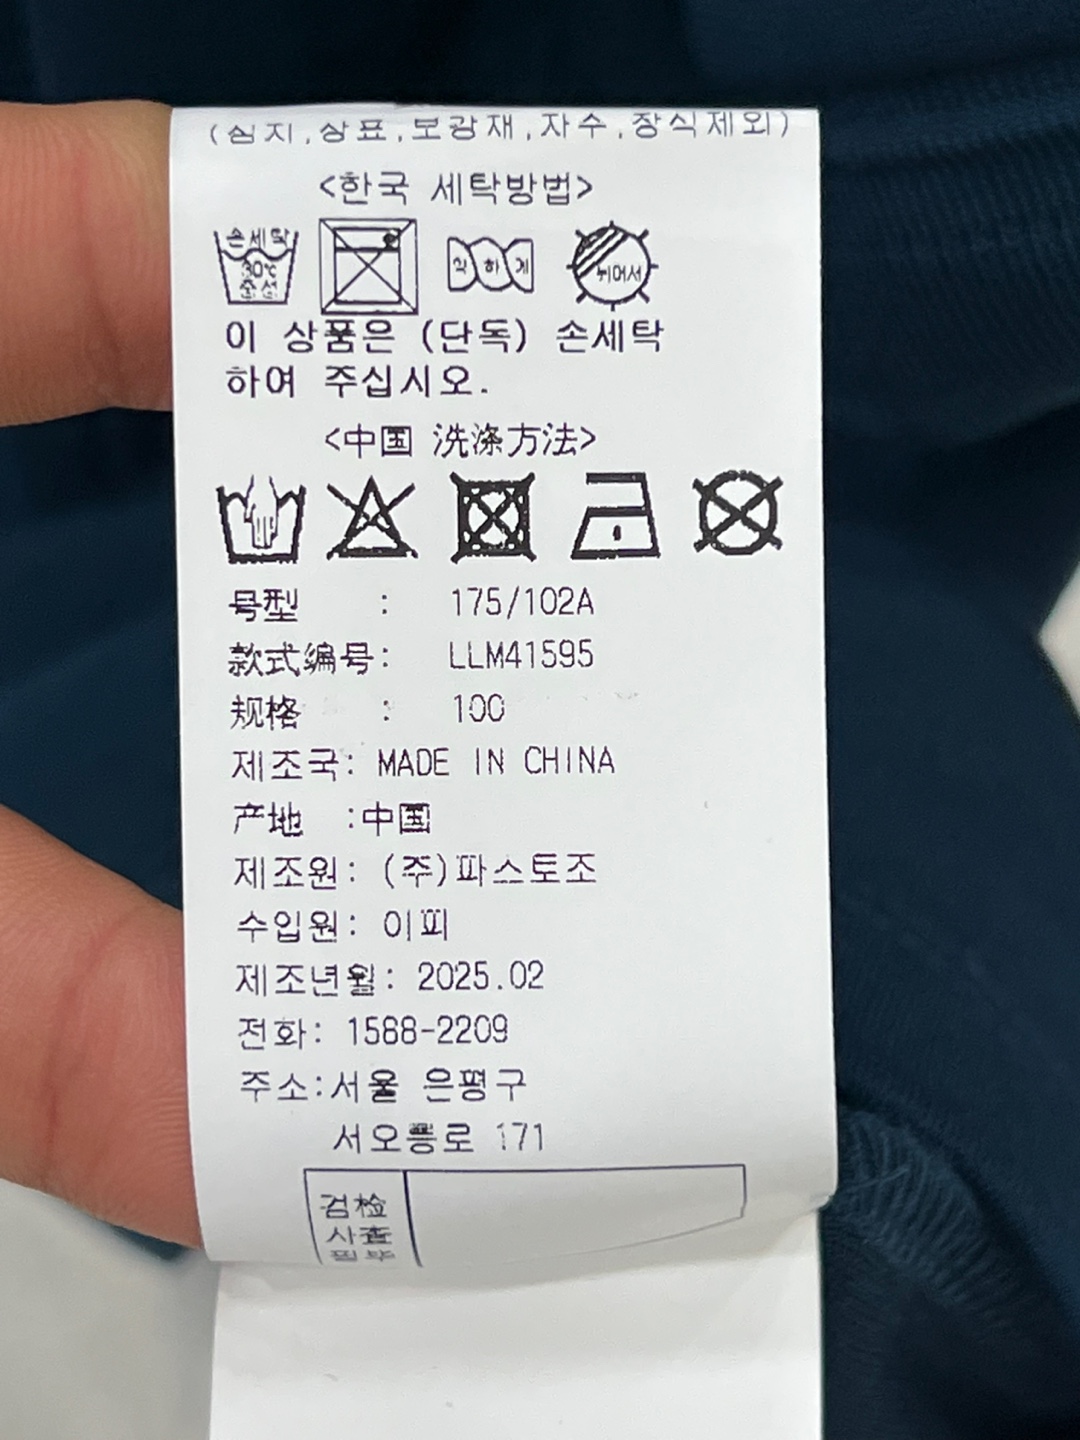 (심지,상표,보강재,자수,장식제외)
<한국 세탁방법>
손세탁 30℃ 중성
약하게
뉘어서
이 상품은 (단독) 손세탁
하여 주십시오.
<中国 洗涤方法>
号型 : 175/102A
款式编号: LLM41595
规格 : 100
제조국: MADE IN CHINA
产地 :中国
제조원: (주)파스토조
수입원: 이피
제조년월: 2025.02
전화: 1588-2209
주소:서울 은평구
서오릉로 171
검检
사查
필毕